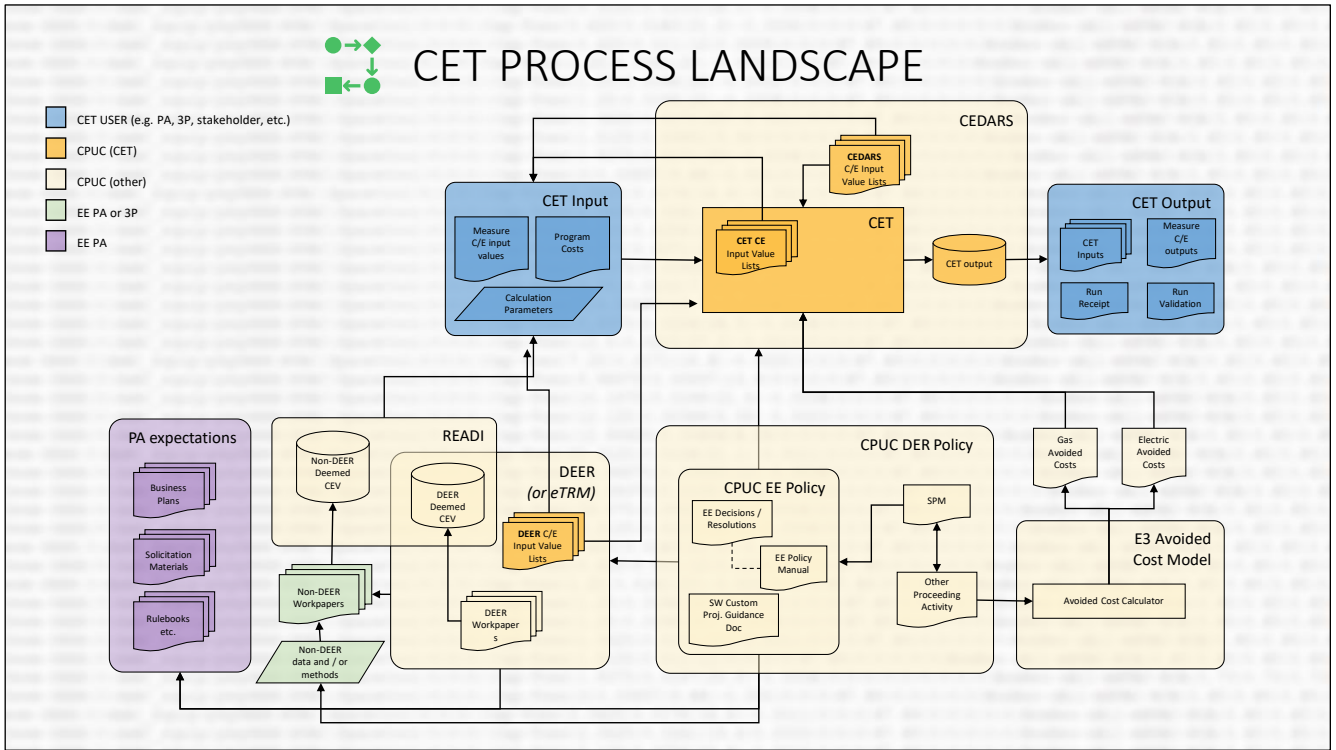 CET PROCESS LANDSCAPE
CET USER (e.g. PA, 3P, stakeholder, etc.)
CPUC (CET)
CPUC (other)
EE PA or 3P
EE PA
CEDARS
CEDARS
C/E Input
Value Lists
CET Input
Measure
C/E input
values
Program
Costs
Calculation
Parameters
CET
CET CE
Input Value
Lists
CET output
CET Output
CET
Inputs
Measure
C/E
outputs
Run
Receipt
Run
Validation
PA expectations
Business
Plans
Solicitation
Materials
Rulebooks
etc.
READI
Non-DEER
Deemed
CEV
DEER
(or eTRM)
DEER
Deemed
CEV
DEER C/E
Input Value
Lists
Non-DEER
Workpapers
DEER
Workpaper
s
Non-DEER
data and / or
methods
CPUC DER Policy
CPUC EE Policy
EE Decisions /
Resolutions
EE Policy
Manual
SW Custom
Proj. Guidance
Doc
SPM
Other
Proceeding
Activity
Gas
Avoided
Costs
Electric
Avoided
Costs
E3 Avoided
Cost Model
Avoided Cost Calculator